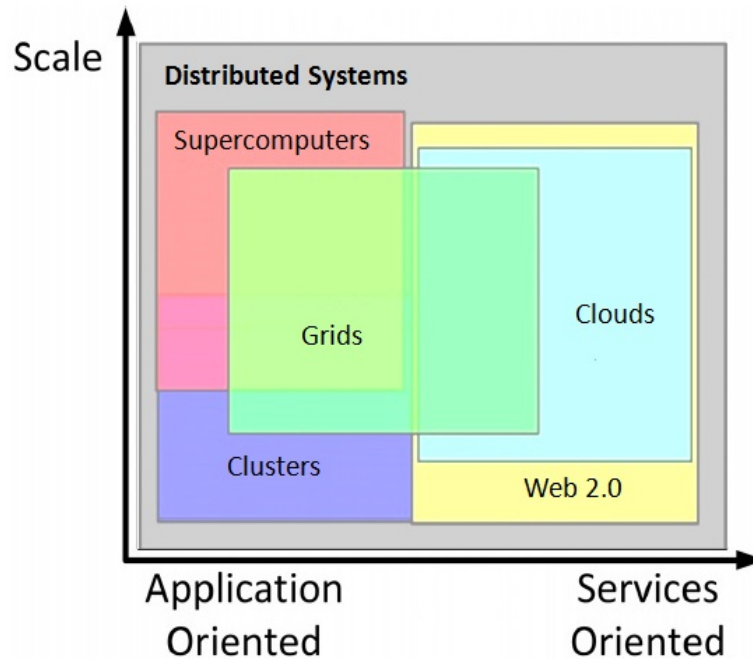 Scale
Distributed Systems
Supercomputers
Grids
Clouds
Clusters
Web 2.0
Application
Oriented
Services
Oriented